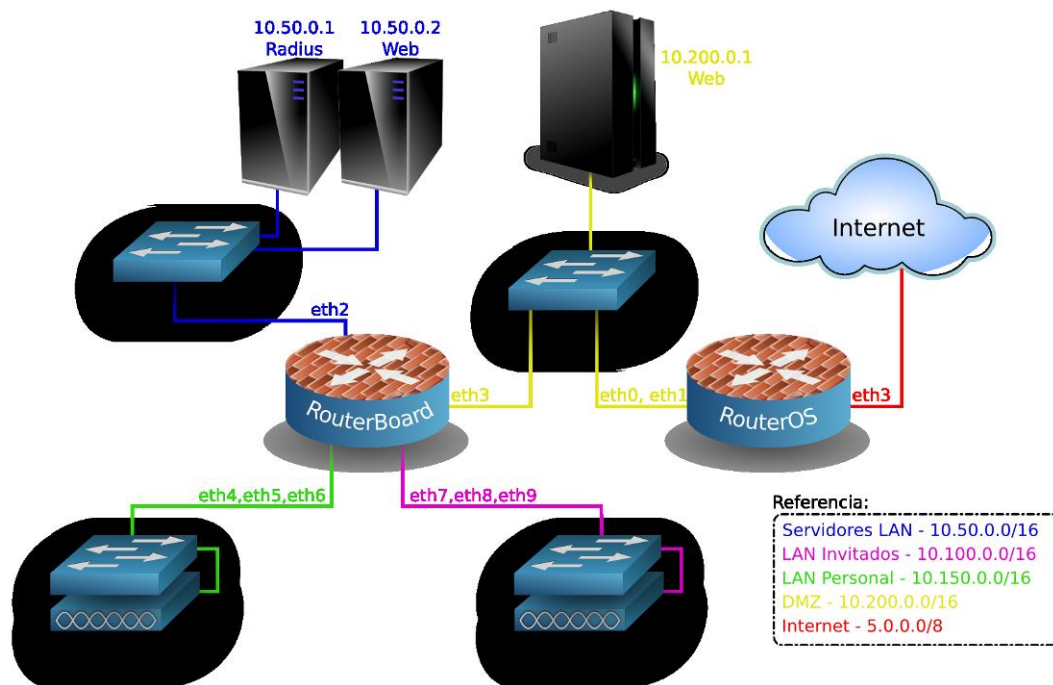 10.50.0.1
Radius
10.50.0.2
Web
10.200.0.1
Web
Internet
eth2
eth3
eth0, eth1
eth3
RouterBoard
RouterOS
eth4,eth5,eth6
eth7,eth8,eth9
Referencia:
Servidores LAN - 10.50.0.0/16
LAN Invitados - 10.100.0.0/16
LAN Personal - 10.150.0.0/16
DMZ - 10.200.0.0/16
Internet - 5.0.0.0/8